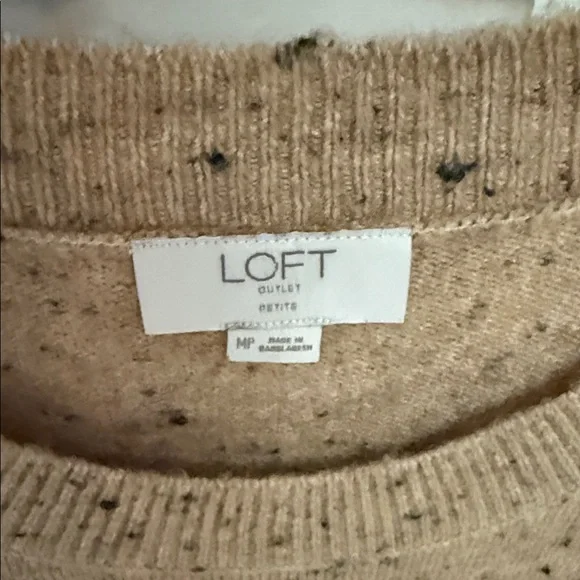 LOFT
OUTLET
PETITE
MP
MADE IN
BANGLADESH